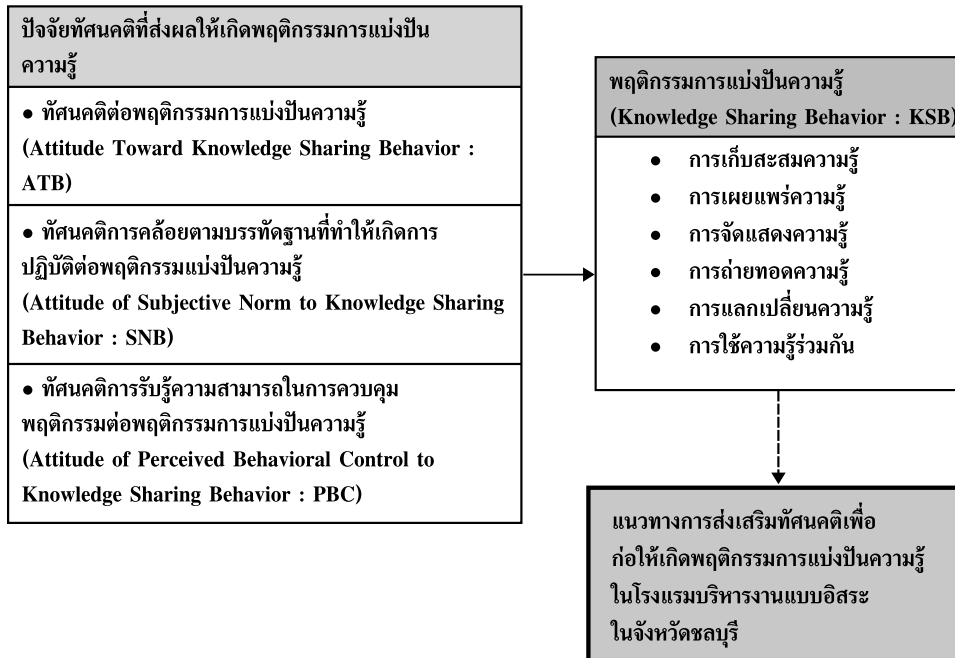 ปัจจัยทัศนคติที่ส่งผลให้เกิดพฤติกรรมการแบ่งปัน
ความรู้
• ทัศนคติต่อพฤติกรรมการแบ่งปันความรู้
(Attitude Toward Knowledge Sharing Behavior :
ATB)
• ทัศนคติการคล้อยตามบรรทัดฐานที่ทำให้เกิดการ
ปฏิบัติต่อพฤติกรรมแบ่งปันความรู้
(Attitude of Subjective Norm to Knowledge Sharing
Behavior : SNB)
• ทัศนคติการรับรู้ความสามารถในการควบคุม
พฤติกรรมต่อพฤติกรรมการแบ่งปันความรู้
(Attitude of Perceived Behavioral Control to
Knowledge Sharing Behavior : PBC)
พฤติกรรมการแบ่งปันความรู้
(Knowledge Sharing Behavior : KSB)
• การเก็บสะสมความรู้
• การเผยแพร่ความรู้
• การจัดแสดงความรู้
• การถ่ายทอดความรู้
• การแลกเปลี่ยนความรู้
• การใช้ความรู้ร่วมกัน
แนวทางการส่งเสริมทัศนคติเพื่อ
ก่อให้เกิดพฤติกรรมการแบ่งปันความรู้
ในโรงแรมบริหารงานแบบอิสระ
ในจังหวัดชลบุรี